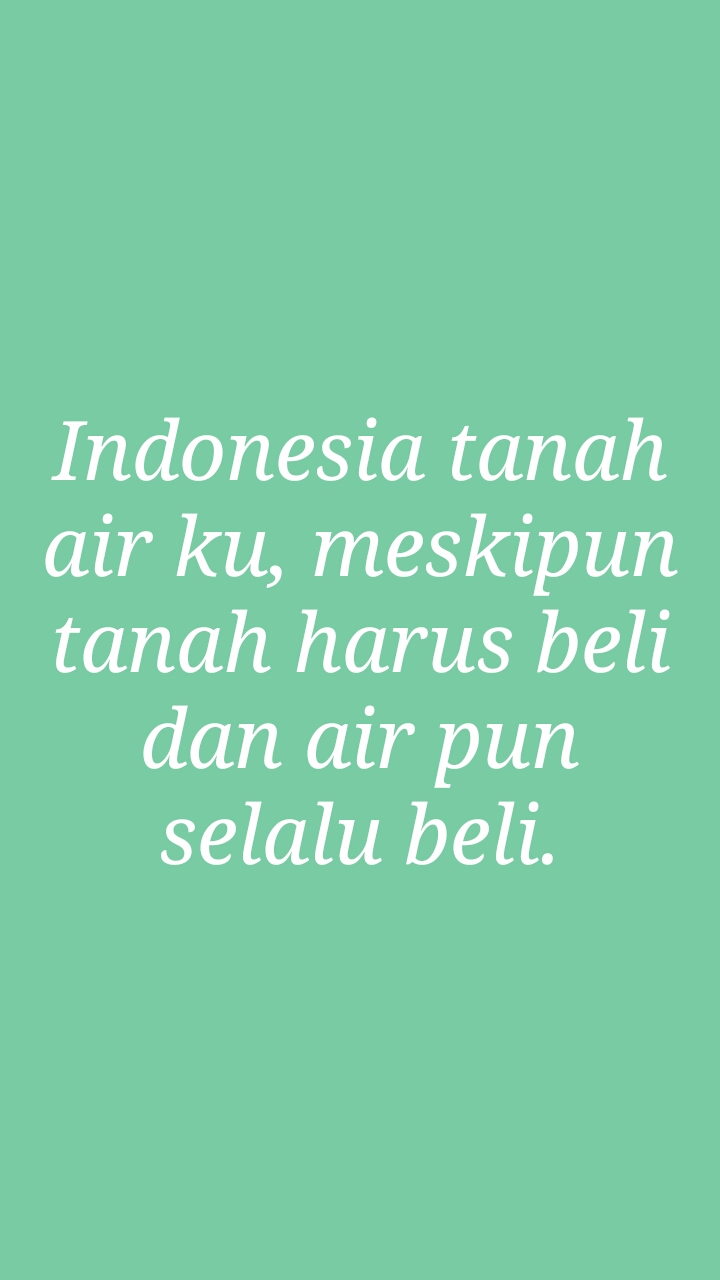 Indonesia tanah
air ku, meskipun
tanah harus beli
dan air pun
selalu beli.